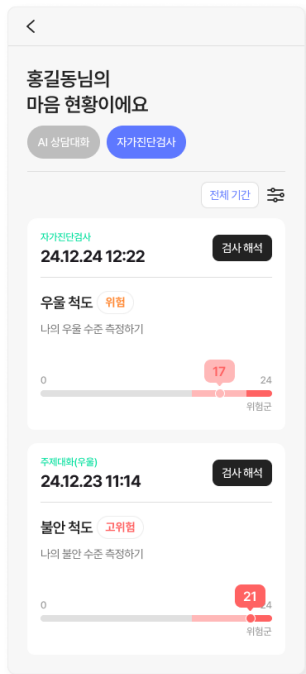 홍길동님의
마음 현황이에요
AI 상담대화
자가진단검사
전체 기간
자가진단검사
24.12.24 12:22
검사 해석
우울 척도
위험
나의 우울 수준 측정하기
17
0
24
위험군
주제대화(우울)
24.12.23 11:14
검사 해석
불안 척도
고위험
나의 불안 수준 측정하기
21
0
4
위험군